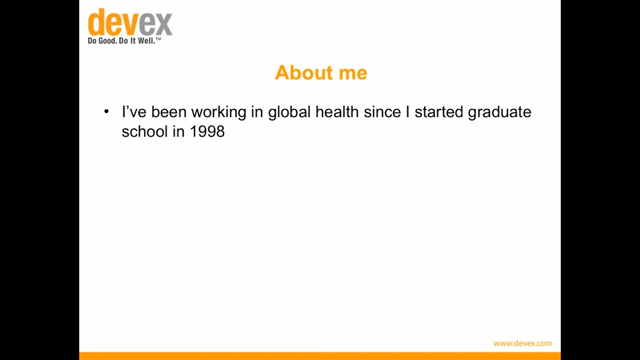 devex
Do Good. Do It Well.™
About me
• I've been working in global health since I started graduate
school in 1998
www.devex.com